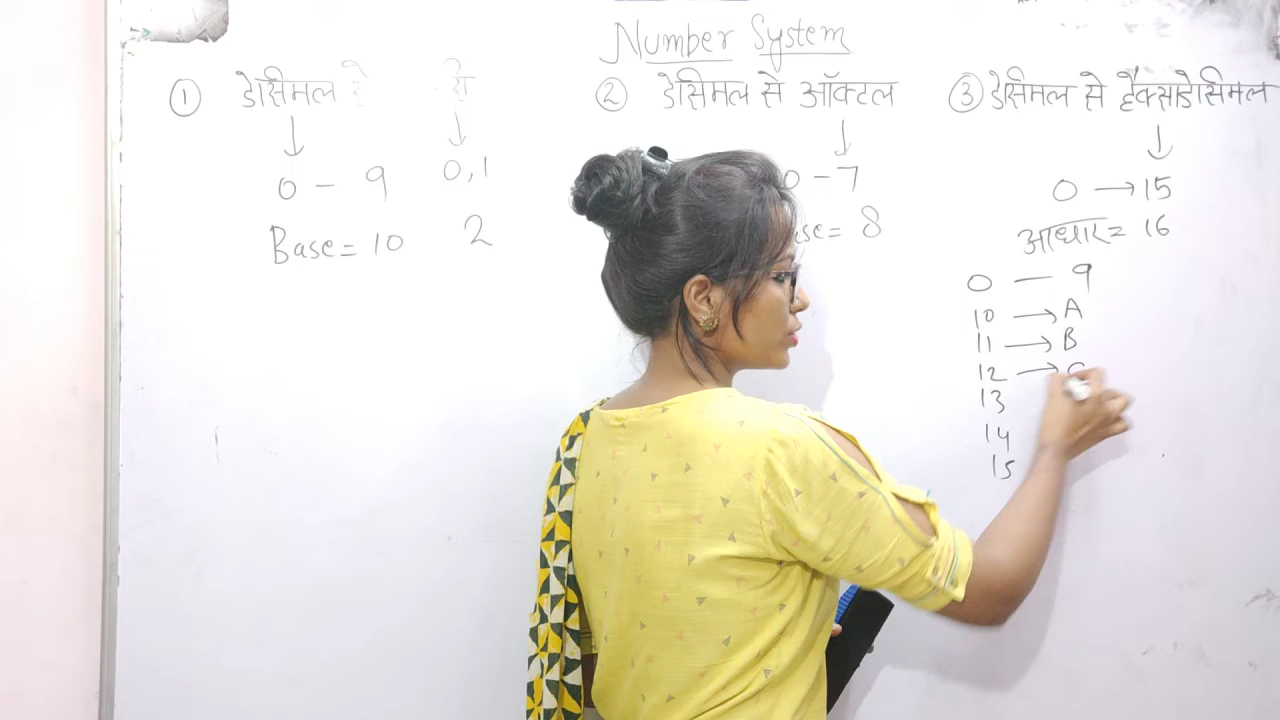 Number System
① डेसिमल
↓ ↓
0 – 9 0,1
Base = 10 2
② डेसिमल से ऑक्टल
↓
0 – 7
= 8
③ डेसिमल से हैक्साडेसिमल
↓
0 → 15
आधार = 16
0 — 9
10 → A
11 → B
12 → C
13
14
15